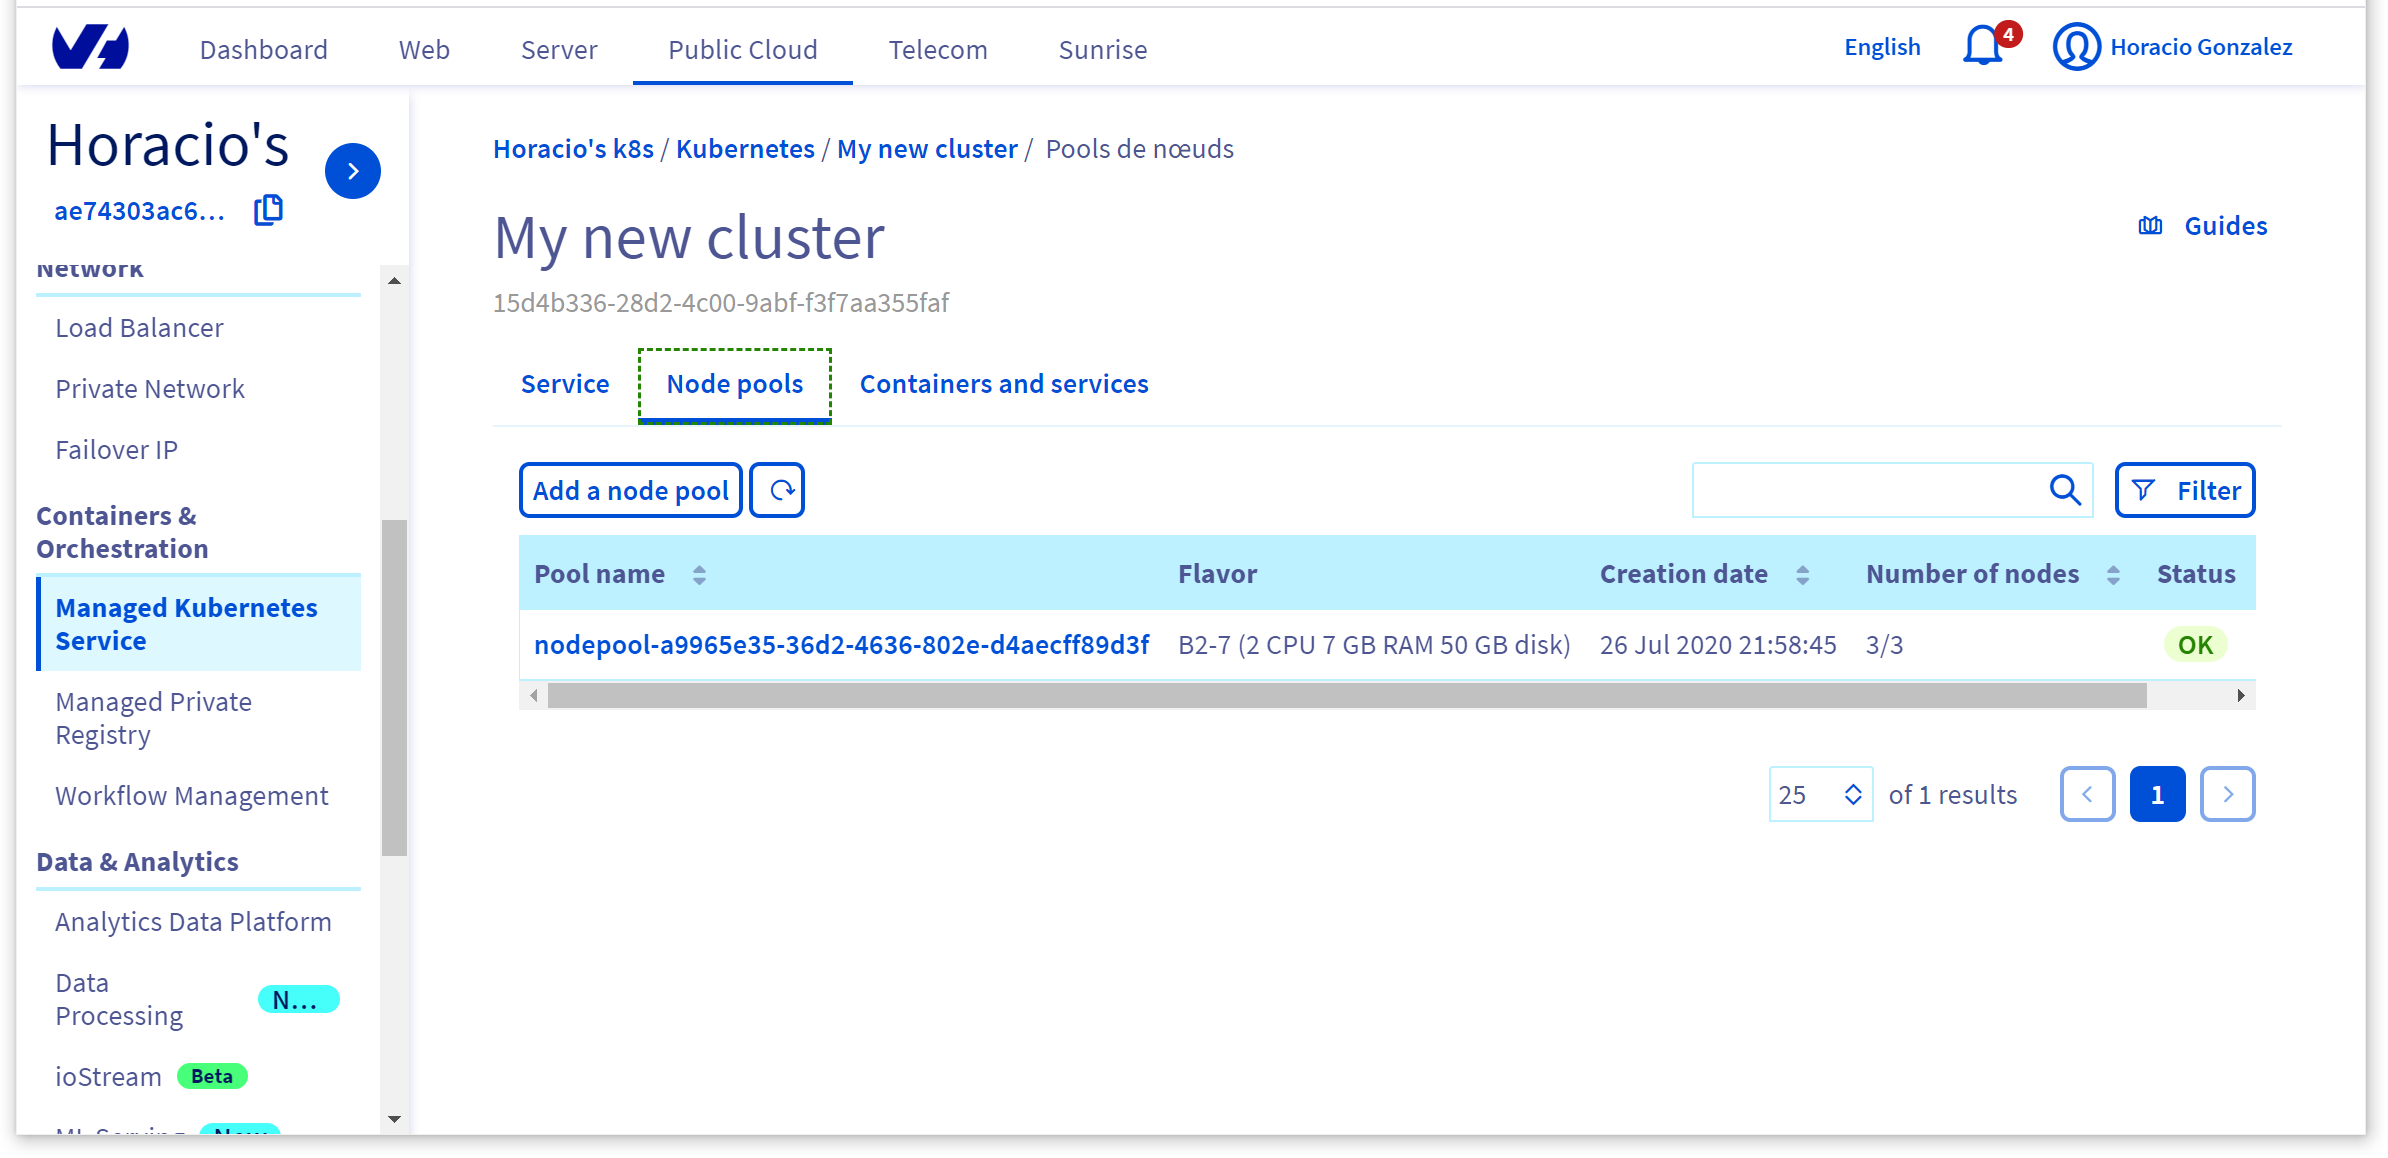 Dashboard Web Server Public Cloud Telecom Sunrise English 4 Horacio Gonzalez
Horacio's
ae74303ac6...
Network
Load Balancer
Private Network
Failover IP
Containers &
Orchestration
Managed Kubernetes
Service
Managed Private
Registry
Workflow Management
Data & Analytics
Analytics Data Platform
Data
Processing N...
ioStream Beta
ML Serving New
Horacio's k8s / Kubernetes / My new cluster / Pools de nœuds
My new cluster
Guides
15d4b336-28d2-4c00-9abf-f3f7aa355faf
Service Node pools Containers and services
Add a node pool Filter
Pool name Flavor Creation date Number of nodes Status
nodepool-a9965e35-36d2-4636-802e-d4aecff89d3f B2-7 (2 CPU 7 GB RAM 50 GB disk) 26 Jul 2020 21:58:45 3/3 OK
25 of 1 results 1